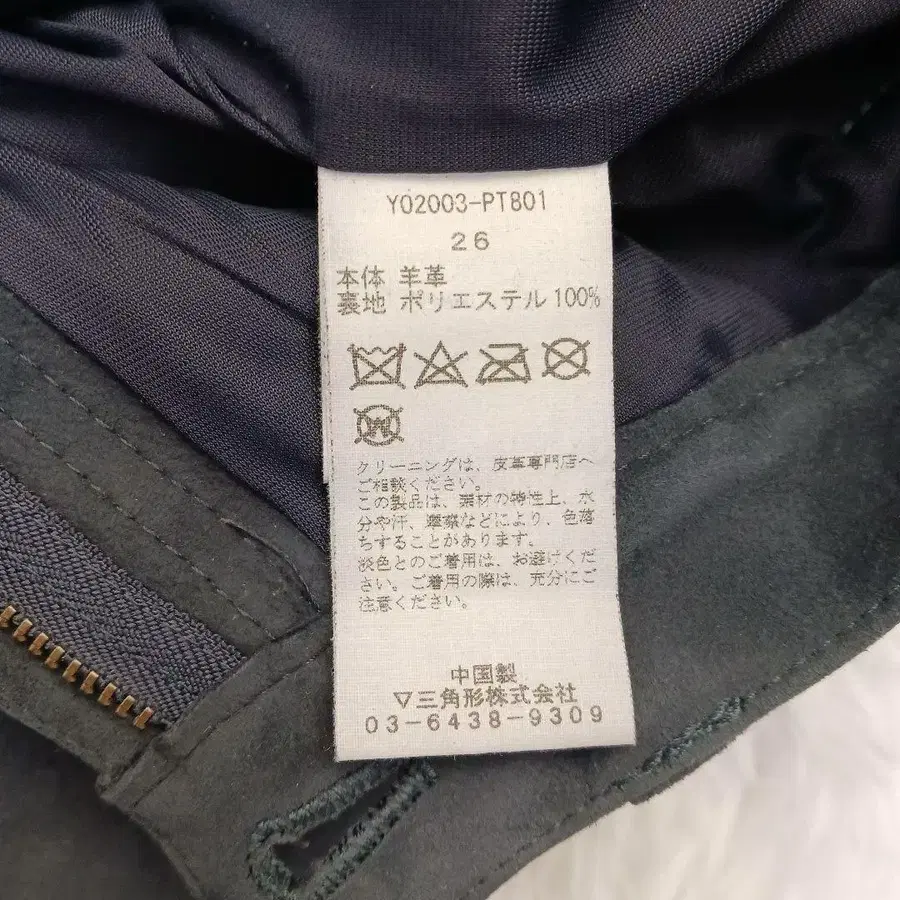 Y02003-PT801
26
本体 羊革
裏地 ポリエステル100%
クリーニングは、皮革専門店へ
ご相談ください。
この製品は、素材の特性上、水
分や汗、摩擦などにより、色落
ちすることがあります。
淡色とのご着用は、お避けくだ
さい。ご着用の際は、充分にご
注意ください。
中国製
▽三角形株式会社
03-6438-9309